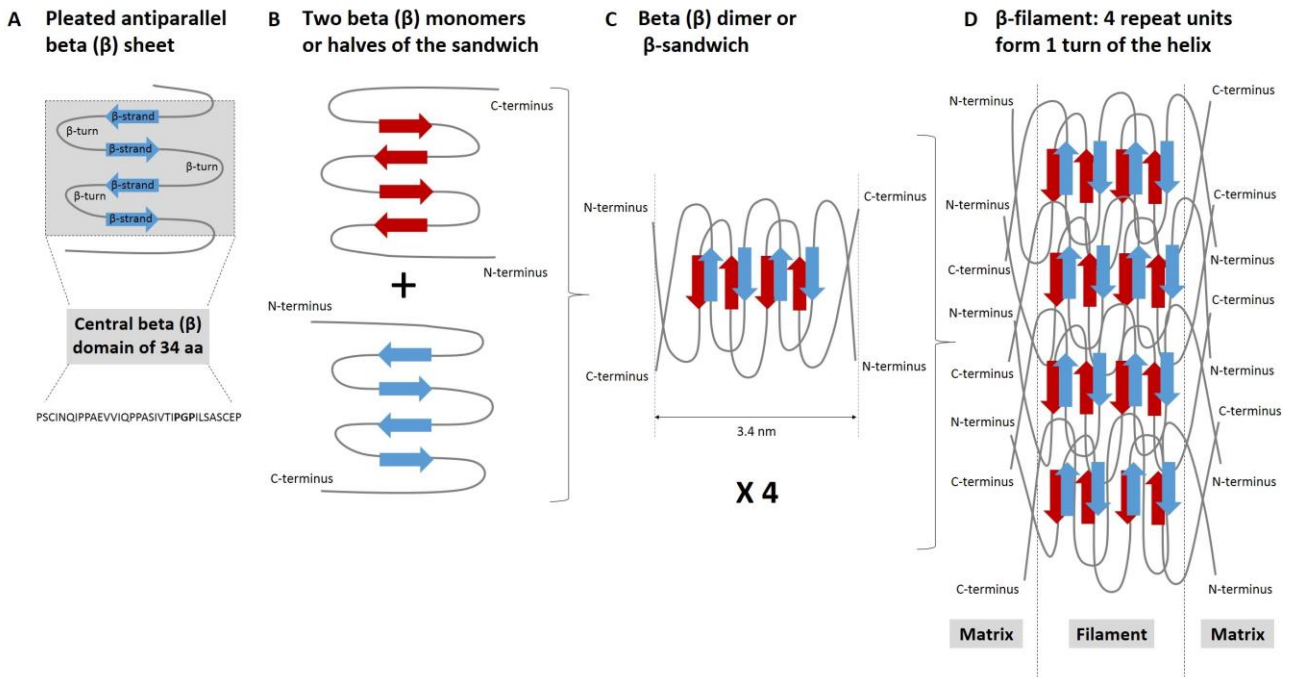 A Pleated antiparallel
beta (β) sheet
β-strand
β-turn
β-strand
β-turn
β-strand
β-turn
β-strand
Central beta (β)
domain of 34 aa
PSCINQIPPAEVVIQPPASIVTIPGPILSASCEP
B Two beta (β) monomers
or halves of the sandwich
C-terminus
N-terminus
+
N-terminus
C-terminus
C Beta (β) dimer or
β-sandwich
C-terminus
N-terminus
N-terminus
C-terminus
3.4 nm
X 4
D β-filament: 4 repeat units
form 1 turn of the helix
C-terminus
N-terminus
C-terminus
N-terminus
N-terminus
C-terminus
C-terminus
N-terminus
N-terminus
C-terminus
C-terminus
N-terminus
C-terminus
N-terminus
C-terminus
N-terminus
Matrix
Filament
Matrix